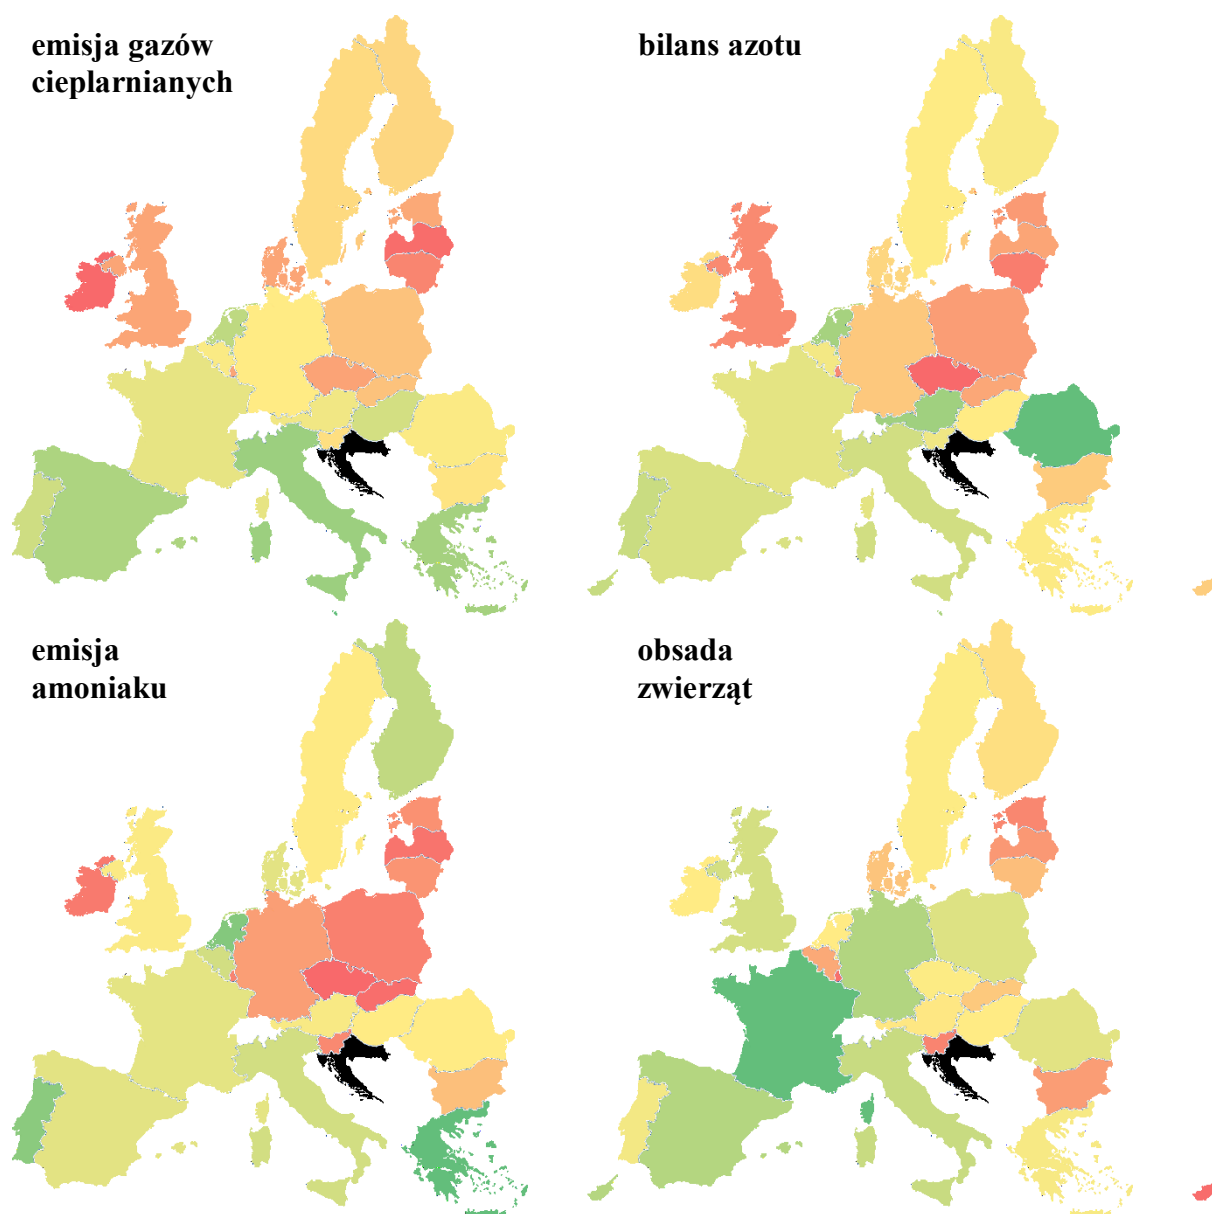 emisja gazów
cieplarnianych
bilans azotu
emisja
amoniaku
obsada
zwierząt